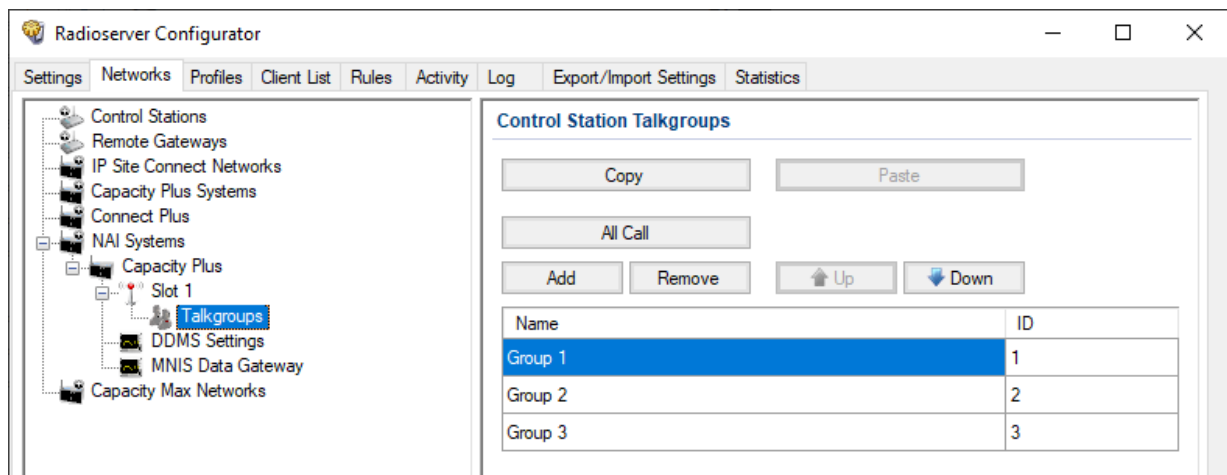 Radioserver Configurator
Settings Networks Profiles Client List Rules Activity Log Export/Import Settings Statistics
Control Stations
Remote Gateways
IP Site Connect Networks
Capacity Plus Systems
Connect Plus
NAI Systems
Capacity Plus
Slot 1
Talkgroups
DDMS Settings
MNIS Data Gateway
Capacity Max Networks
Control Station Talkgroups
Copy Paste
All Call
Add Remove Up Down
Name ID
Group 1 1
Group 2 2
Group 3 3